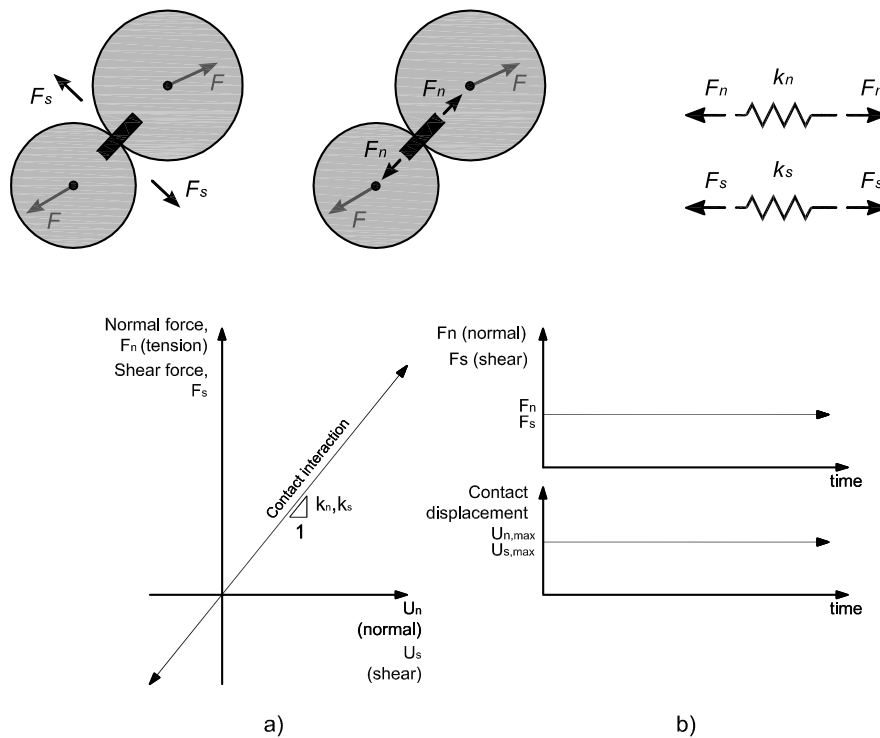 F
F
Fs
Fs
F
F
Fn
Fn
Fn kn Fn
Fs ks Fs
Normal force,
Fn (tension)
Shear force,
Fs
Contact interaction
kn,ks
1
Un
(normal)
Us
(shear)
a)
Fn (normal)
Fs (shear)
Fn
Fs
time
Contact
displacement
Un,max
Us,max
time
b)